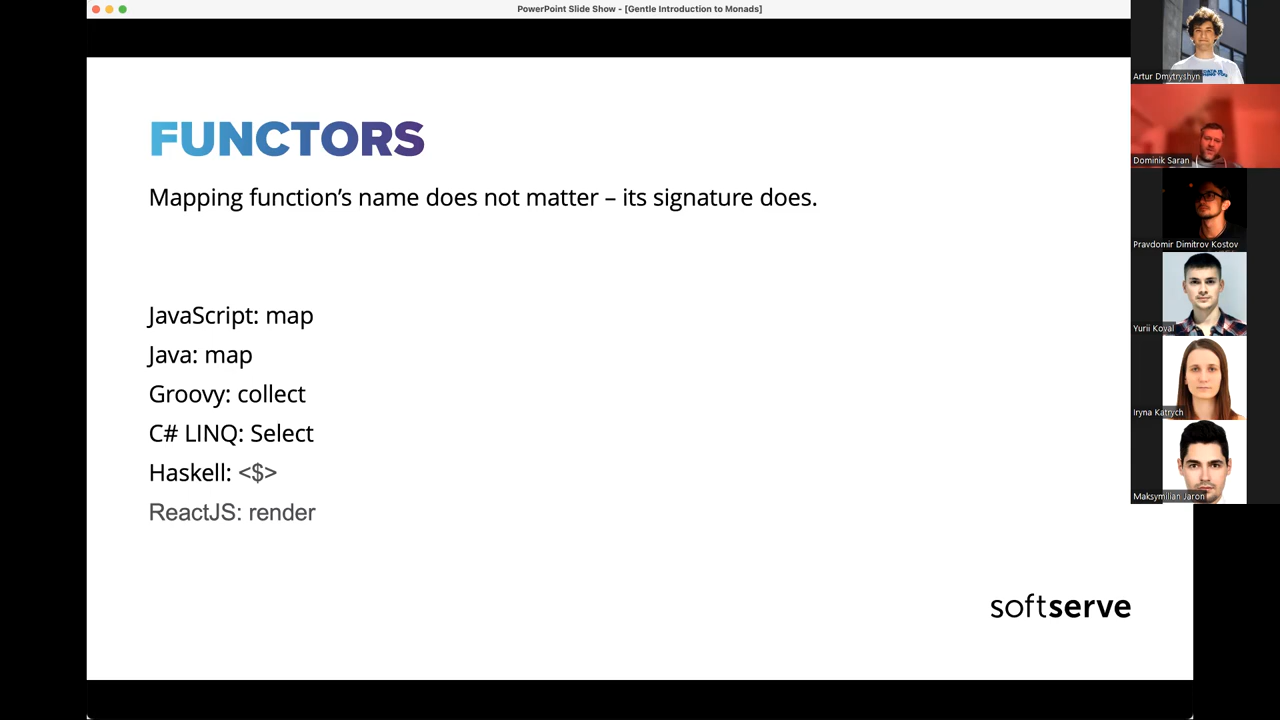 PowerPoint Slide Show - [Gentle Introduction to Monads]
FUNCTORS
Mapping function’s name does not matter – its signature does.
JavaScript: map
Java: map
Groovy: collect
C# LINQ: Select
Haskell: <$>
ReactJS: render
softserve
Artur Dmytryshyn
Dominik Saran
Pravdomir Dimitrov Kostov
Yurii Koval
Iryna Katrych
Maksymilian Jaron